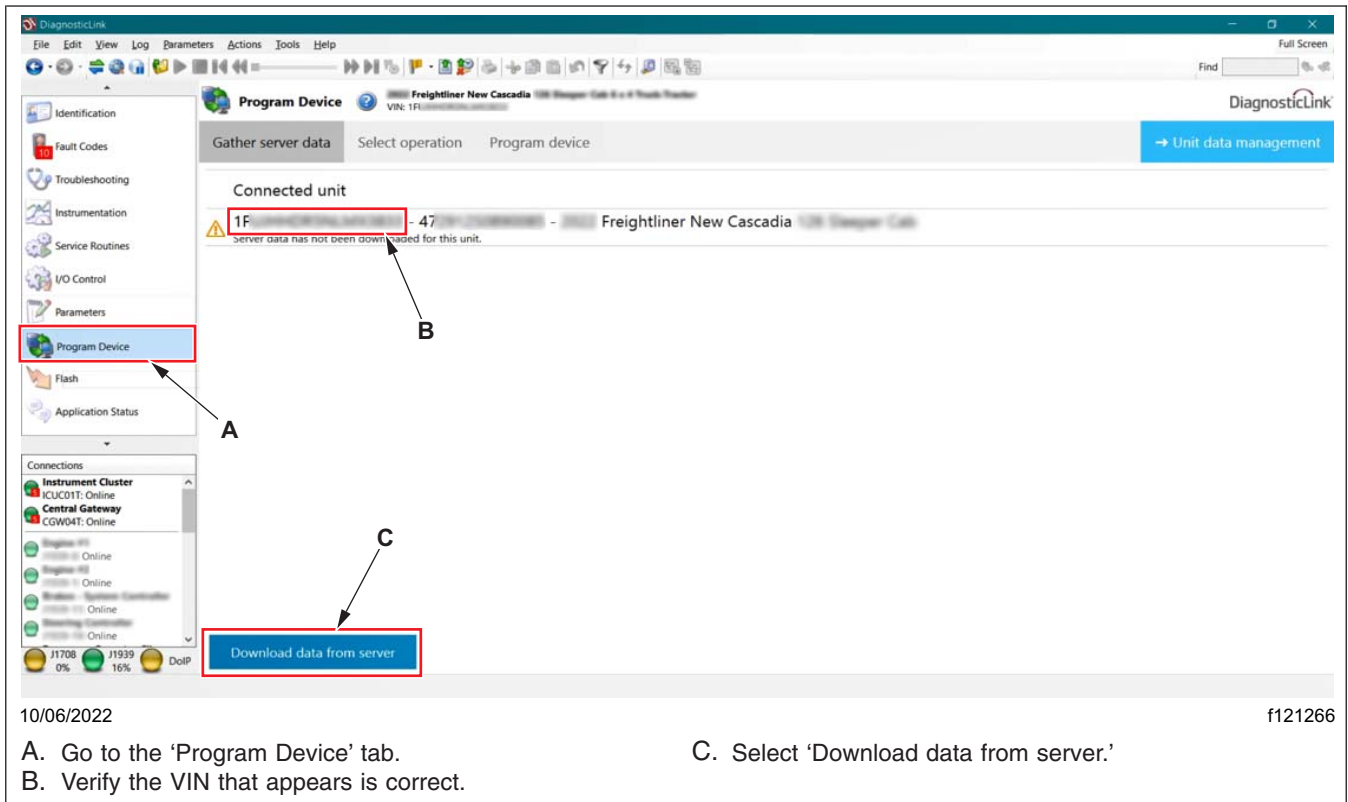 DiagnosticLink
File Edit View Log Parameters Actions Tools Help
Full Screen
Find
Identification
10
Fault Codes
Troubleshooting
Instrumentation
Service Routines
I/O Control
Parameters
Program Device
Flash
Application Status
Program Device
Freightliner New Cascadia
VIN: 1F
DiagnosticLink
Gather server data Select operation Program device
→ Unit data management
Connected unit
1F - 47 - Freightliner New Cascadia
Server data has not been downloaded for this unit.
B
A
C
Connections
Instrument Cluster
ICUC01T: Online
Central Gateway
CGW04T: Online
Online
Online
Online
Online
J1708 0%
J1939 16%
DoIP
Download data from server
10/06/2022
f121266
A. Go to the ‘Program Device’ tab.
B. Verify the VIN that appears is correct.
C. Select ‘Download data from server.’